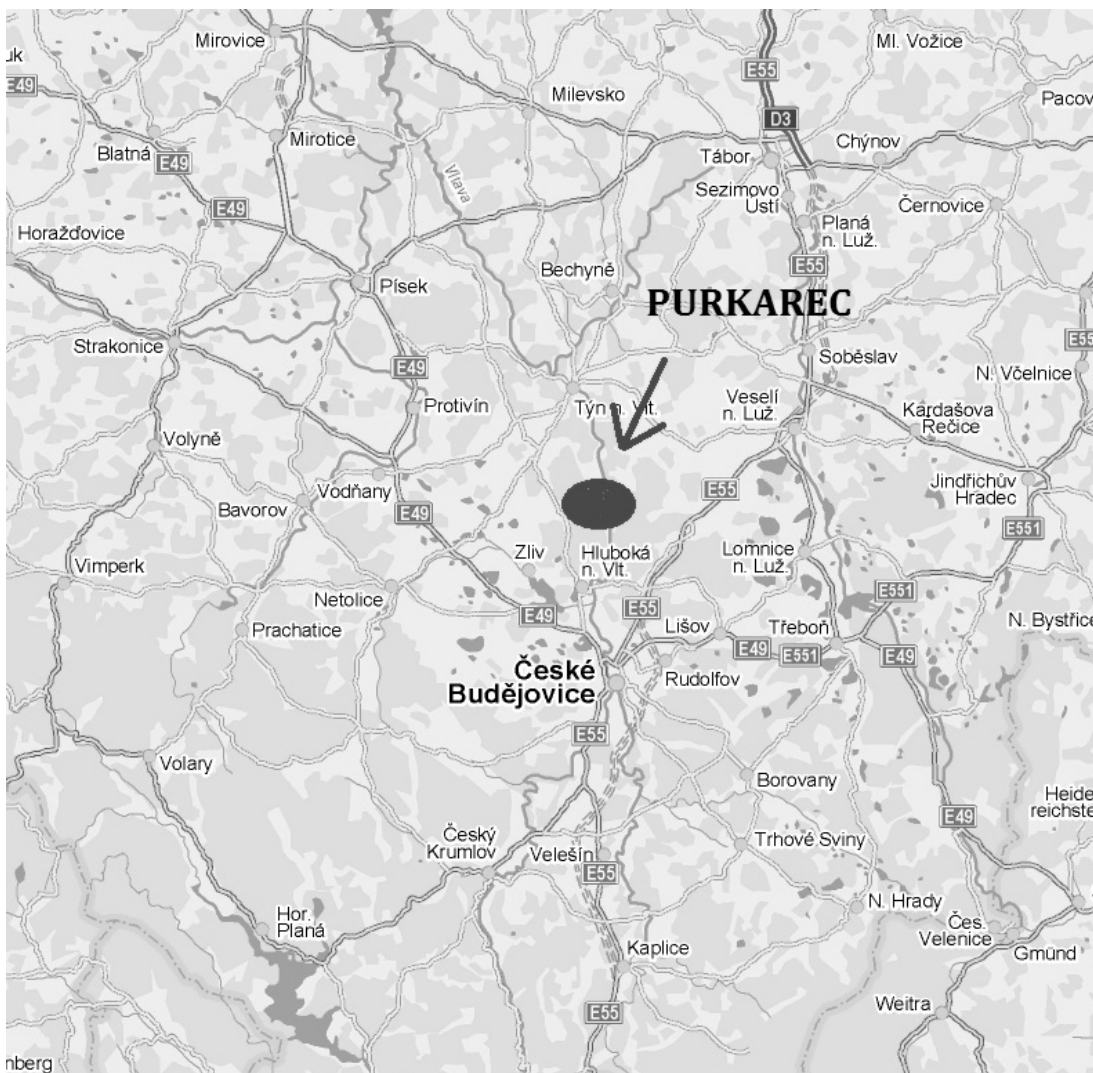 Mirovice
Ml. Vožice
uk
E55
E49
Milevsko
Pacov
D3
Mirotice
Chýnov
Blatná
E49
Tábor
Vltava
Sezimovo
Ústí
E49
Černovice
Planá
n. Luž.
Horažďovice
Bechyně
E55
Písek
PURKAREC
Strakonice
E55
Soběslav
E49
N. Včelnice
Protivín
Týn n. Vlt.
Veselí
n. Luž.
Kardašova
Řečice
Volyně
Vodňany
E55
Jindřichův
Hradec
Bavorov
E49
E551
Zliv
Hluboká
n. Vlt.
Lomnice
n. Luž.
Vimperk
E551
Netolice
E49
E55
Lišov
Třeboň
N. Bystřice
Prachatice
E49
E551
E49
České
Budějovice
Rudolfov
E55
Volary
Borovany
Heiden
reichste
E49
Český
Krumlov
Velešín
Trhové Sviny
E55
Hor.
Planá
N. Hrady
Čes.
Velenice
Kaplice
Gmünd
Weitra
E55
nberg